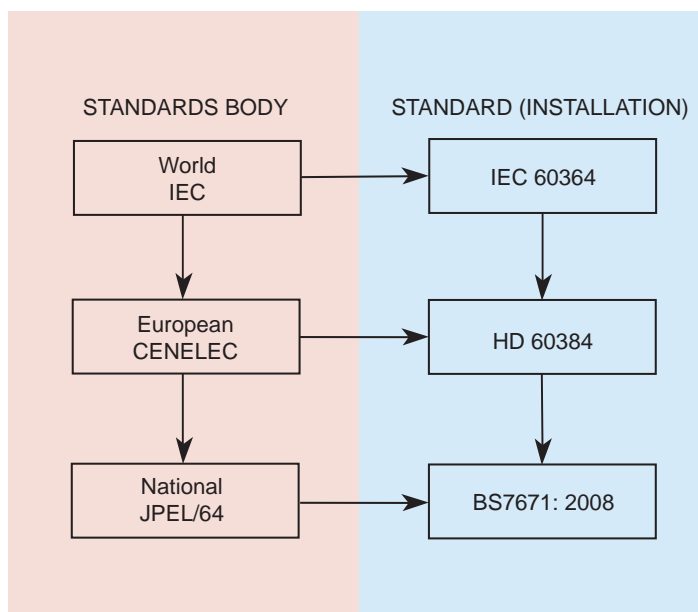 STANDARDS BODY
STANDARD (INSTALLATION)
World
IEC
IEC 60364
European
CENELEC
HD 60384
National
JPEL/64
BS7671: 2008